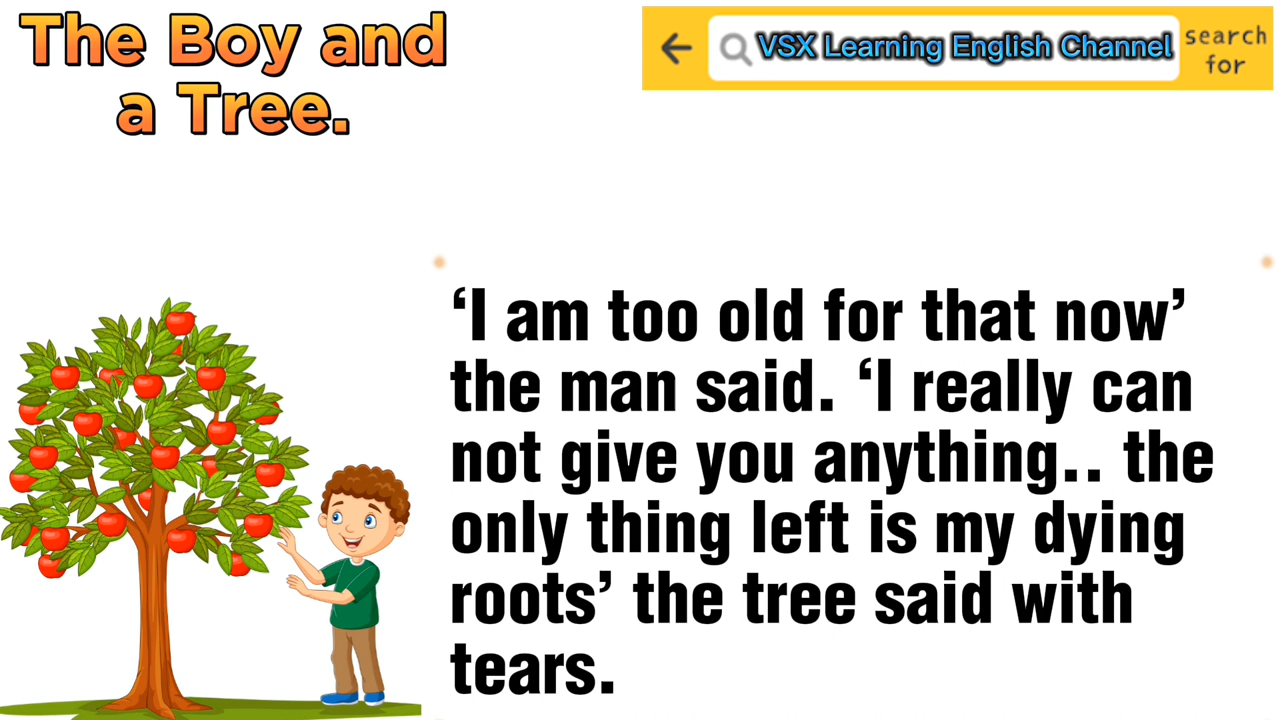 The Boy and
a Tree.
VSX Learning English Channel
search
for
‘I am too old for that now’
the man said. ‘I really can
not give you anything.. the
only thing left is my dying
roots’ the tree said with
tears.